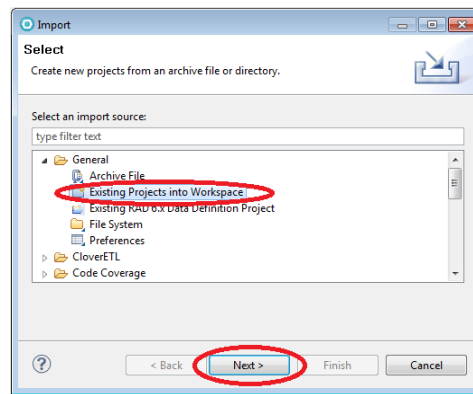 Import
Select
Create new projects from an archive file or directory.
Select an import source:
type filter text
General
Archive File
Existing Projects into Workspace
Existing RAD 6.x Data Definition Project
File System
Preferences
CloverETL
Code Coverage
? < Back Next > Finish Cancel